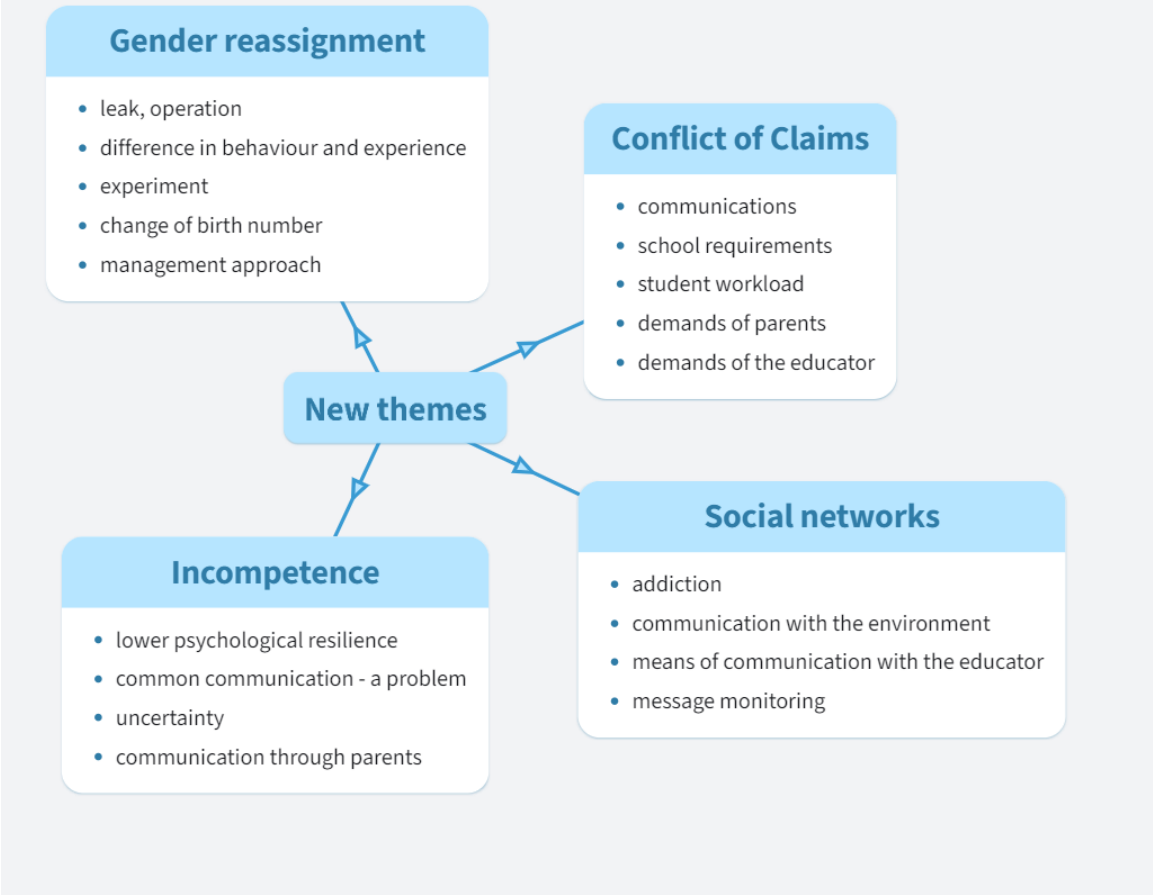 Gender reassignment
leak, operation
difference in behaviour and experience
experiment
change of birth number
management approach
Conflict of Claims
communications
school requirements
student workload
demands of parents
demands of the educator
New themes
Social networks
addiction
communication with the environment
means of communication with the educator
message monitoring
Incompetence
lower psychological resilience
common communication - a problem
uncertainty
communication through parents